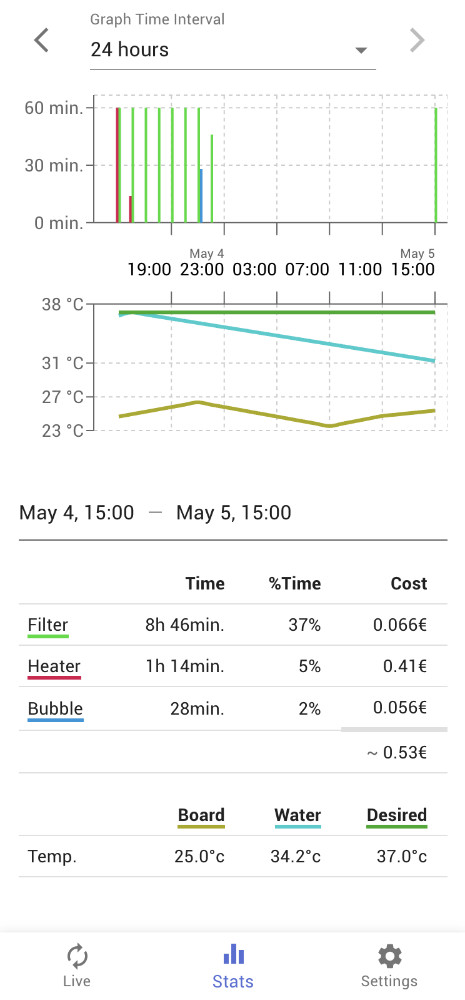 Graph Time Interval
24 hours
60 min.
30 min.
0 min.
May 4 May 5
19:00 23:00 03:00 07:00 11:00 15:00
38 °C
31 °C
27 °C
23 °C
May 4, 15:00 — May 5, 15:00
Time %Time Cost
Filter 8h 46min. 37% 0.066€
Heater 1h 14min. 5% 0.41€
Bubble 28min. 2% 0.056€
~ 0.53€
Board Water Desired
Temp. 25.0°c 34.2°c 37.0°c
Live Stats Settings